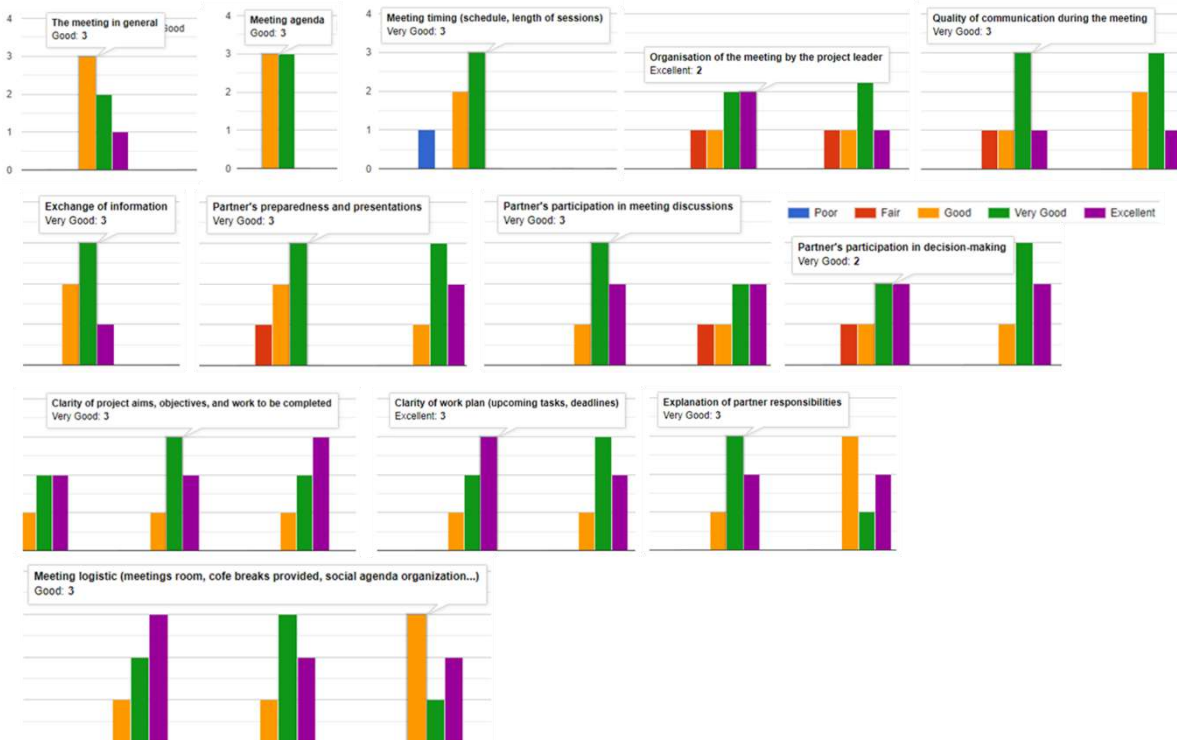 4
3
2
1
0
The meeting in general
Good: 3
Good
4
3
2
1
0
Meeting agenda
Good: 3
4
3
2
1
0
Meeting timing (schedule, length of sessions)
Very Good: 3
Organisation of the meeting by the project leader
Excellent: 2
Quality of communication during the meeting
Very Good: 3
Exchange of information
Very Good: 3
Partner's preparedness and presentations
Very Good: 3
Partner's participation in meeting discussions
Very Good: 3
Poor Fair Good Very Good Excellent
Partner's participation in decision-making
Very Good: 2
Clarity of project aims, objectives, and work to be completed
Very Good: 3
Clarity of work plan (upcoming tasks, deadlines)
Excellent: 3
Explanation of partner responsibilities
Very Good: 3
Meeting logistic (meetings room, cofe breaks provided, social agenda organization...)
Good: 3